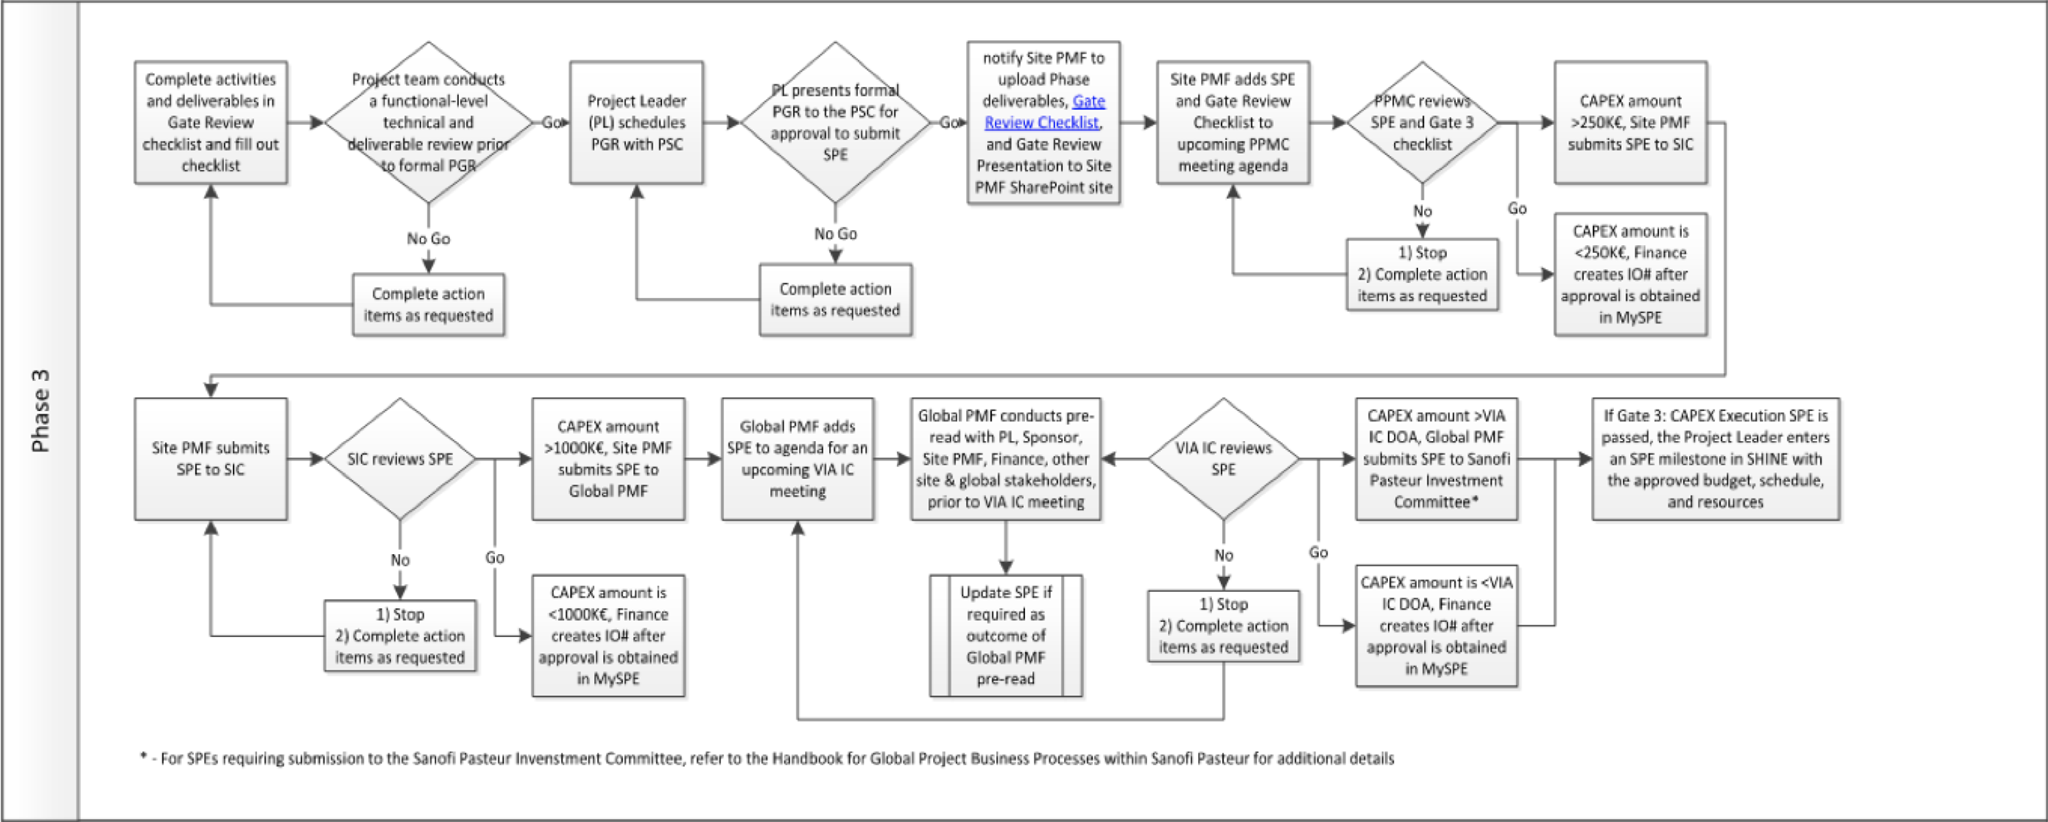 Phase 3
Complete activities
and deliverables in
Gate Review
checklist and fill out
checklist
Project team conducts
a functional-level
technical and
deliverable review prior
to formal PGR
Go
No Go
Complete action
items as requested
Project Leader
(PL) schedules
PGR with PSC
PL presents formal
PGR to the PSC for
approval to submit
SPE
Go
No Go
Complete action
items as requested
notify Site PMF to
upload Phase
deliverables, Gate
Review Checklist,
and Gate Review
Presentation to Site
PMF SharePoint site
Site PMF adds SPE
and Gate Review
Checklist to
upcoming PPMC
meeting agenda
PPMC reviews
SPE and Gate 3
checklist
No
Go
1) Stop
2) Complete action
items as requested
CAPEX amount
>250K€, Site PMF
submits SPE to SIC
CAPEX amount is
<250K€, Finance
creates IO# after
approval is obtained
in MySPE
Site PMF submits
SPE to SIC
SIC reviews SPE
No
Go
1) Stop
2) Complete action
items as requested
CAPEX amount
>1000K€, Site PMF
submits SPE to
Global PMF
CAPEX amount is
<1000K€, Finance
creates IO# after
approval is obtained
in MySPE
Global PMF adds
SPE to agenda for an
upcoming VIA IC
meeting
Global PMF conducts pre-
read with PL, Sponsor,
Site PMF, Finance, other
site & global stakeholders,
prior to VIA IC meeting
Update SPE if
required as
outcome of
Global PMF
pre-read
VIA IC reviews
SPE
No
Go
1) Stop
2) Complete action
items as requested
CAPEX amount >VIA
IC DOA, Global PMF
submits SPE to Sanofi
Pasteur Investment
Committee*
CAPEX amount is <VIA
IC DOA, Finance
creates IO# after
approval is obtained
in MySPE
If Gate 3: CAPEX Execution SPE is
passed, the Project Leader enters
an SPE milestone in SHINE with
the approved budget, schedule,
and resources
* - For SPEs requiring submission to the Sanofi Pasteur Invenstment Committee, refer to the Handbook for Global Project Business Processes within Sanofi Pasteur for additional details